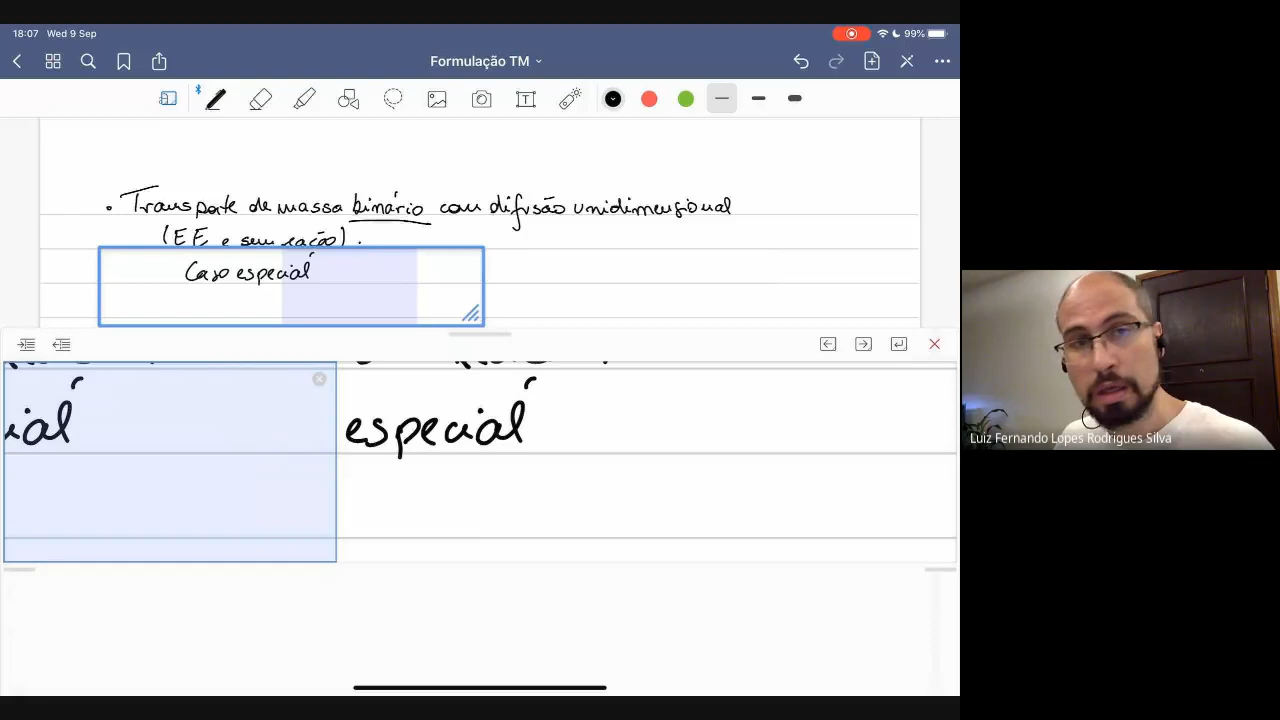 18:07 Wed 9 Sep
99%
Formulação TM
T
. Transporte de massa binário com difusão unidimensional
(EE e sem reação).
Caso especial
ial
especial
Luiz Fernando Lopes Rodrigues Silva